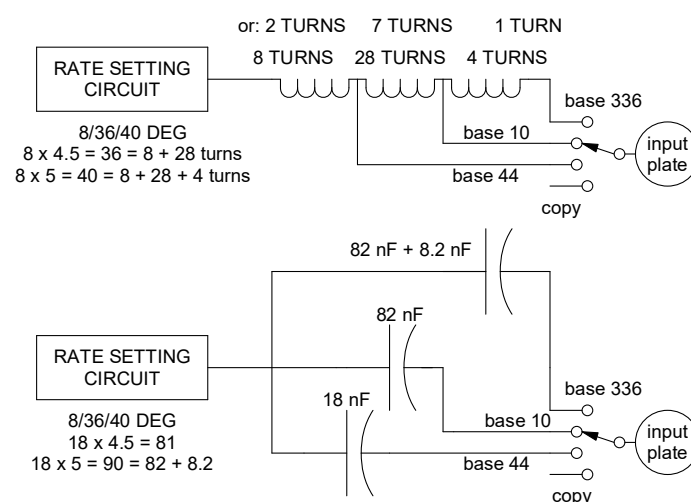 or: 2 TURNS 7 TURNS 1 TURN
8 TURNS 28 TURNS 4 TURNS
RATE SETTING
CIRCUIT
8/36/40 DEG
8 x 4.5 = 36 = 8 + 28 turns
8 x 5 = 40 = 8 + 28 + 4 turns
base 336
base 10
base 44
copy
input
plate
82 nF + 8.2 nF
82 nF
18 nF
RATE SETTING
CIRCUIT
8/36/40 DEG
18 x 4.5 = 81
18 x 5 = 90 = 82 + 8.2
base 336
base 10
base 44
copy
input
plate